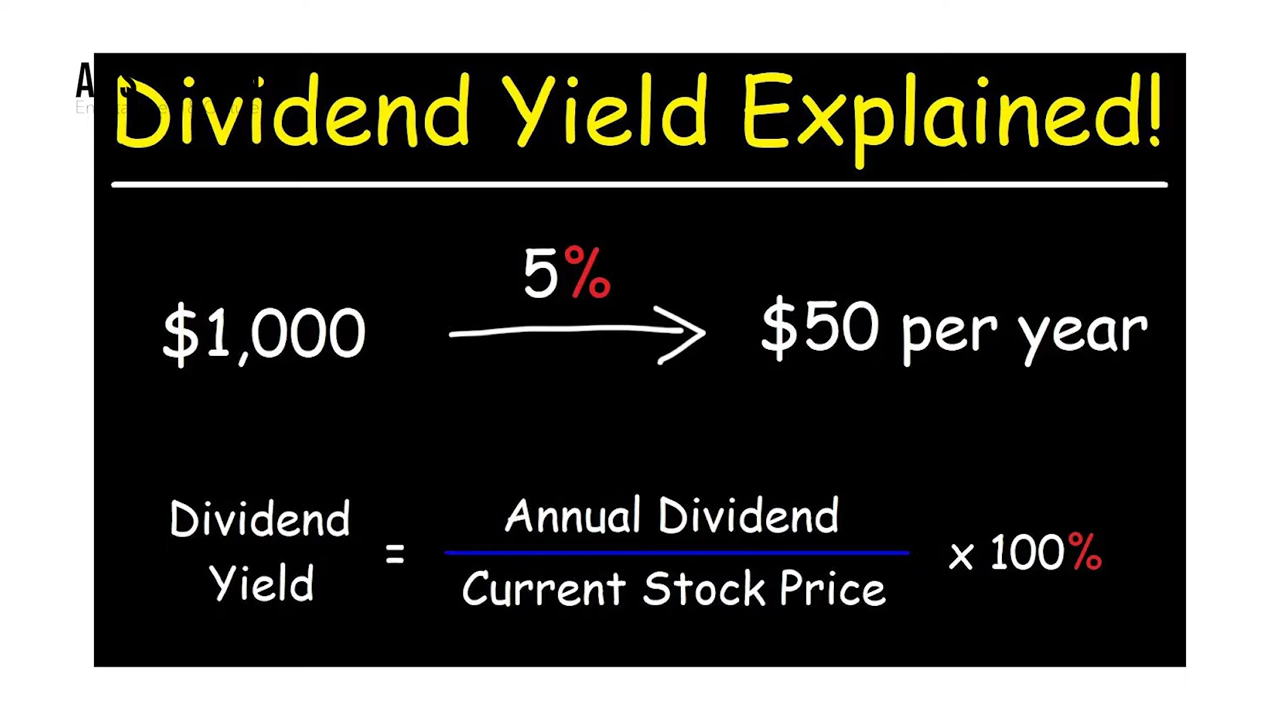 Dividend Yield Explained!
5%
$1,000
$50 per year
Dividend Yield = Annual Dividend
Current Stock Price
x 100%